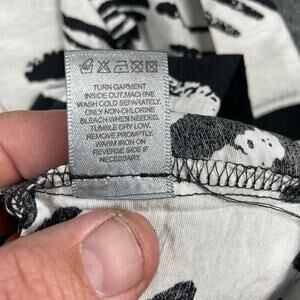 TURN GARMENT
INSIDE OUT.MACHINE
WASH COLD SEPARATELY,
ONLY NON-CHLORINE
BLEACH WHEN NEEDED.
TUMBLE DRY LOW.
REMOVE PROMPTLY.
WARM IRON ON
REVERSE SIDE IF
NECESSARY.